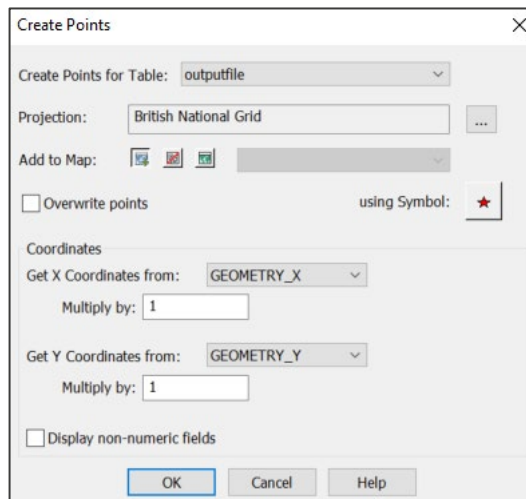 Create Points
Create Points for Table: outputfile
Projection: British National Grid ...
Add to Map:
Overwrite points using Symbol:
Coordinates
Get X Coordinates from: GEOMETRY_X
Multiply by: 1
Get Y Coordinates from: GEOMETRY_Y
Multiply by: 1
Display non-numeric fields
OK Cancel Help